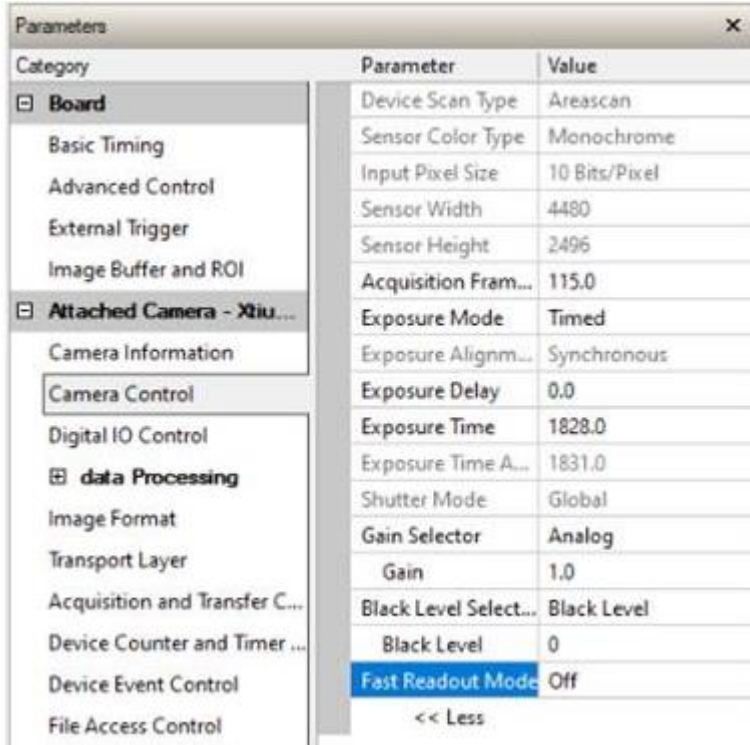 Parameters
Category Parameter Value
Board Device Scan Type Areascan
Basic Timing Sensor Color Type Monochrome
Advanced Control Input Pixel Size 10 Bits/Pixel
External Trigger Sensor Width 4480
Image Buffer and ROI Sensor Height 2496
Acquisition Fram... 115.0
Attached Camera - Xtiu... Exposure Mode Timed
Camera Information Exposure Alignm... Synchronous
Camera Control Exposure Delay 0.0
Digital IO Control Exposure Time 1828.0
data Processing Exposure Time A... 1831.0
Image Format Shutter Mode Global
Transport Layer Gain Selector Analog
Gain 1.0
Acquisition and Transfer C... Black Level Select... Black Level
Device Counter and Timer ... Black Level 0
Device Event Control Fast Readout Mode Off
File Access Control << Less